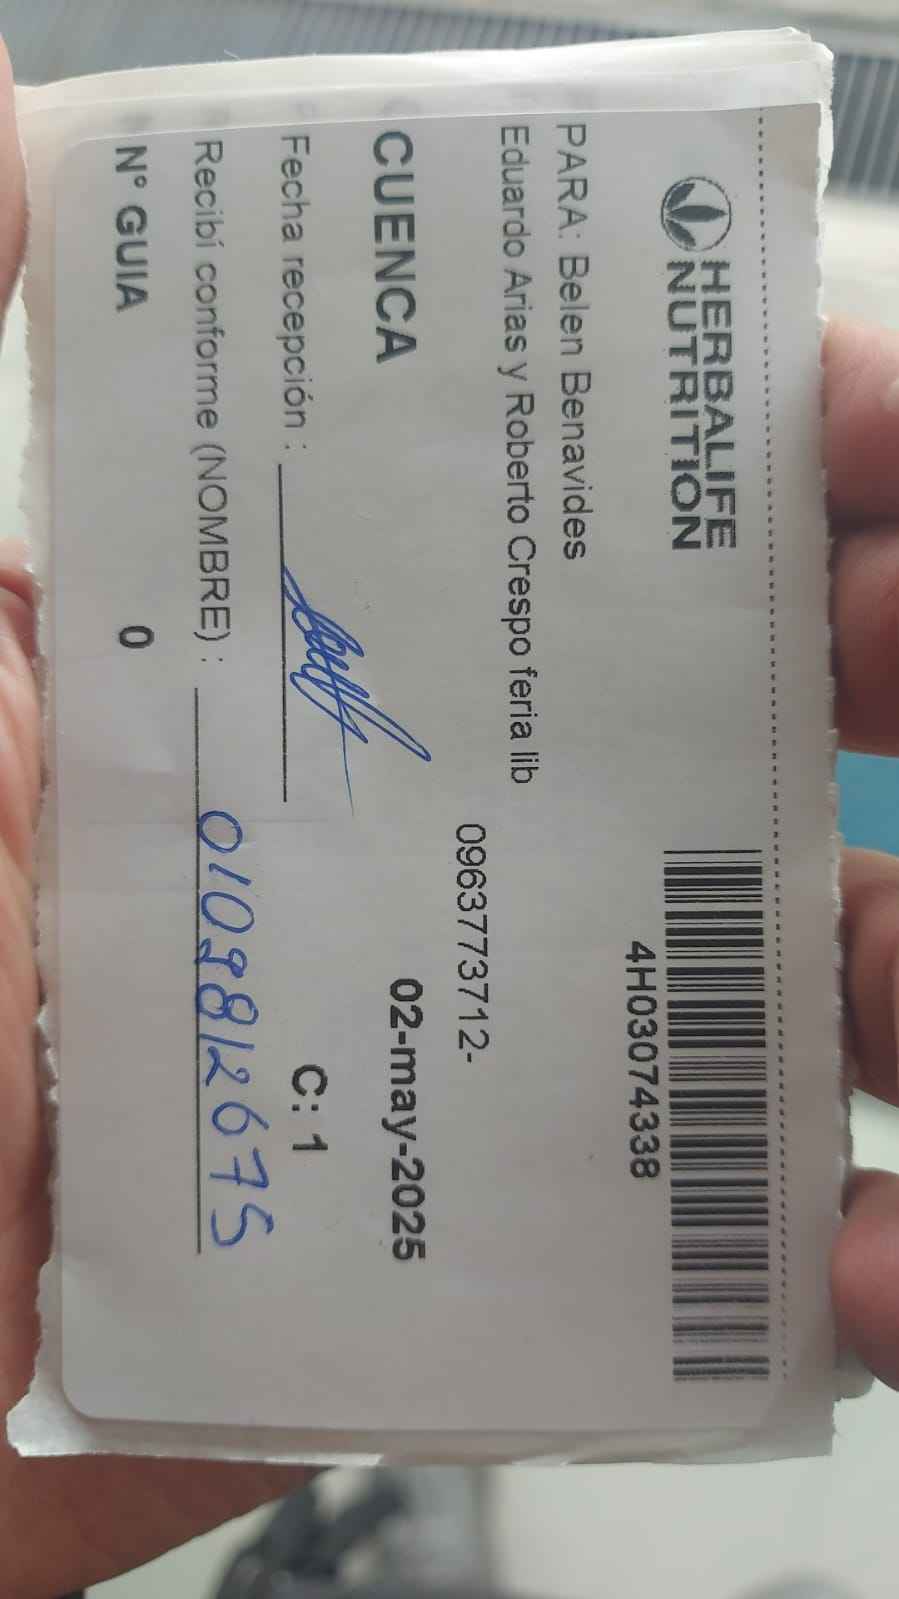 HERBALIFE
NUTRITION
4H03074338
PARA: Belen Benavides
Eduardo Arias y Roberto Crespo feria lib
0963773712-
CUENCA
02-may-2025
Fecha recepción :
C: 1
Recibí conforme (NOMBRE) : 0109812675
N° GUIA 0